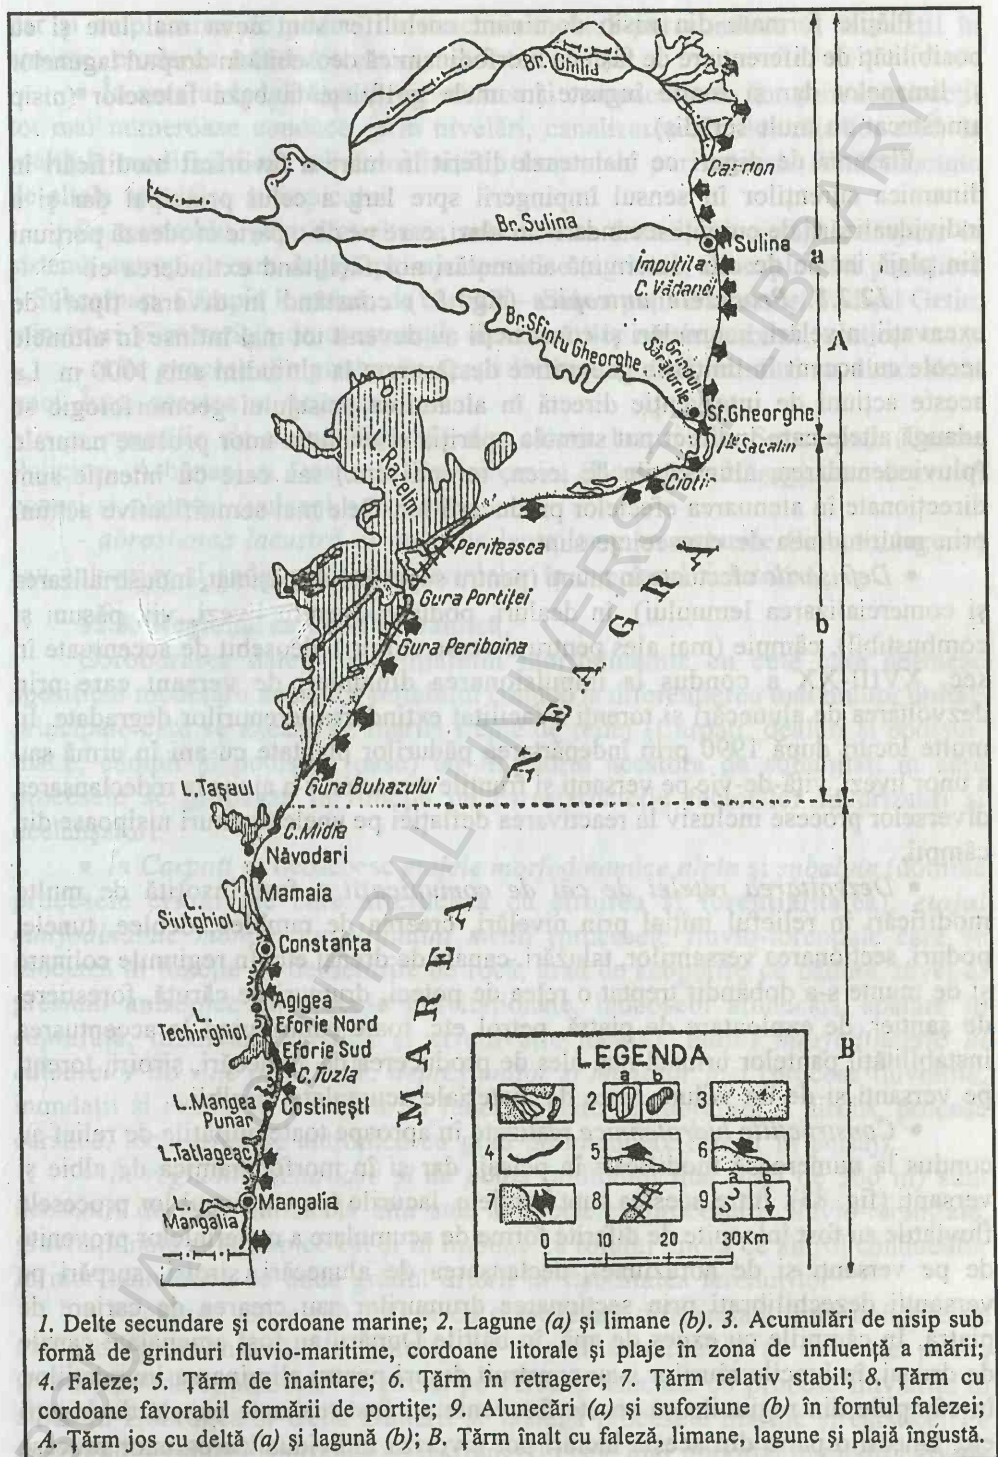 Br. Chilia
Cardon
Br. Sulina
Sulina
Împuțita
C. Vădanei
Br. Sfîntu Gheorghe
Grindul
Sărăturile
Sf. Gheorghe
I-le Sacalin
Ciotic
L. Razelm
Periteasca
Gura Portiței
Gura Periboina
Gura Buhazului
MAREA NEAGRĂ
L. Tașaul
C. Midia
Năvodari
Mamaia
L.
Siutghiol
Constanța
Agigea
L.
Techirghiol
Eforie Nord
Eforie Sud
C. Tuzla
Costinești
L. Mangea
Punar
L. Tatlageac
Mangalia
L.
Mangalia
A
a
b
B
LEGENDA
1
2
a b
3
4
5
6
7
8
9
a b
0 10 20 30 Km
1. Delte secundare și cordoane marine; 2. Lagune (a) și limane (b). 3. Acumulări de nisip sub
formă de grinduri fluvio-maritime, cordoane litorale și plaje în zona de influență a mării;
4. Faleze; 5. Țărm de înaintare; 6. Țărm în retragere; 7. Țărm relativ stabil; 8. Țărm cu
cordoane favorabil formării de portițe; 9. Alunecări (a) și sufoziune (b) în forntul falezei;
A. Țărm jos cu deltă (a) și lagună (b); B. Țărm înalt cu faleză, limane, lagune și plajă îngustă.
UNIVERSITY LIBRARY